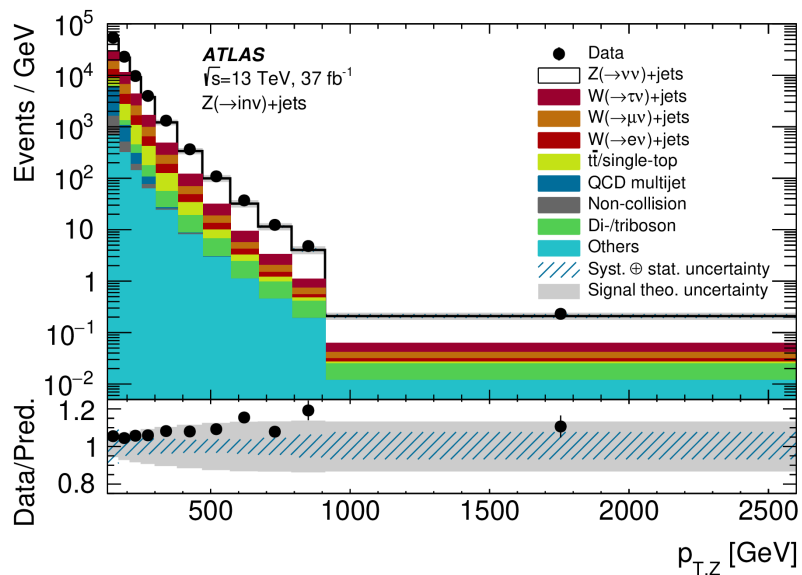 10⁵
10⁴
10³
10²
10
1
10⁻¹
10⁻²
Events / GeV
ATLAS
√s=13 TeV, 37 fb⁻¹
Z(→inv)+jets
Data
Z(→νν)+jets
W(→τν)+jets
W(→μν)+jets
W(→eν)+jets
tt̄/single-top
QCD multijet
Non-collision
Di-/triboson
Others
Syst. ⊕ stat. uncertainty
Signal theo. uncertainty
1.2
1
0.8
Data/Pred.
500 1000 1500 2000 2500
p_T,Z [GeV]